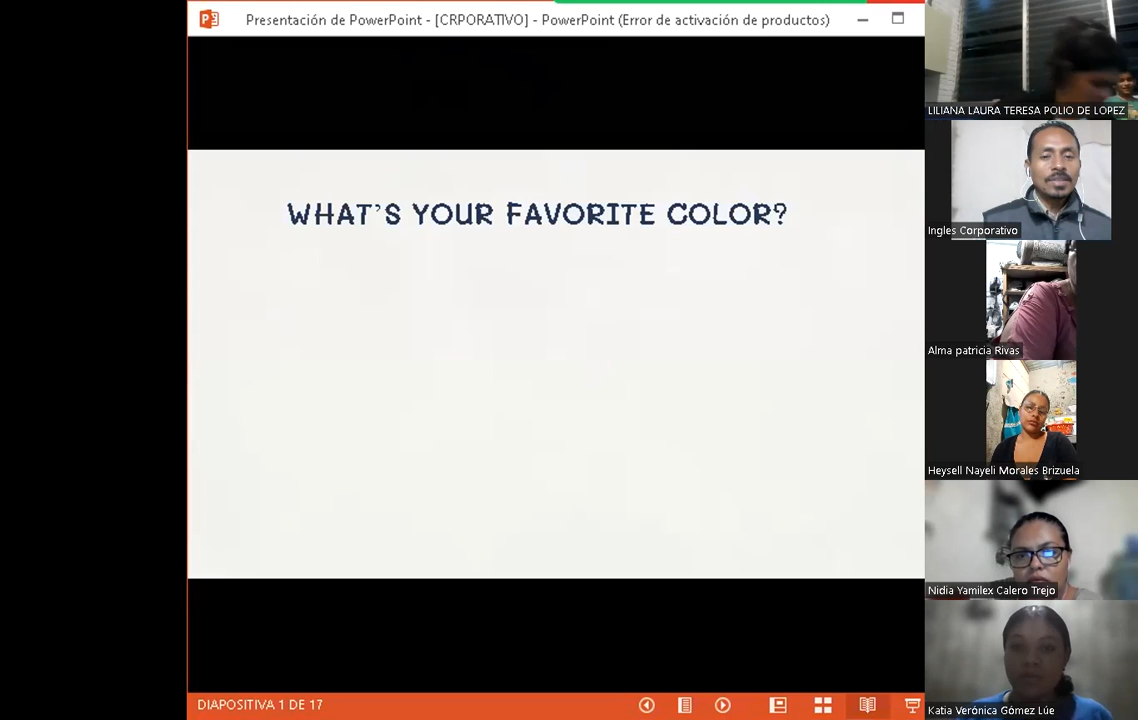 Presentación de PowerPoint - [CRPORATIVO] - PowerPoint (Error de activación de productos)
WHAT'S YOUR FAVORITE COLOR?
DIAPOSITIVA 1 DE 17
LILIANA LAURA TERESA POLIO DE LOPEZ
Ingles Corporativo
Alma patricia Rivas
Heysell Nayeli Morales Brizuela
Nidia Yamilex Calero Trejo
Katia Verónica Gómez Lúe